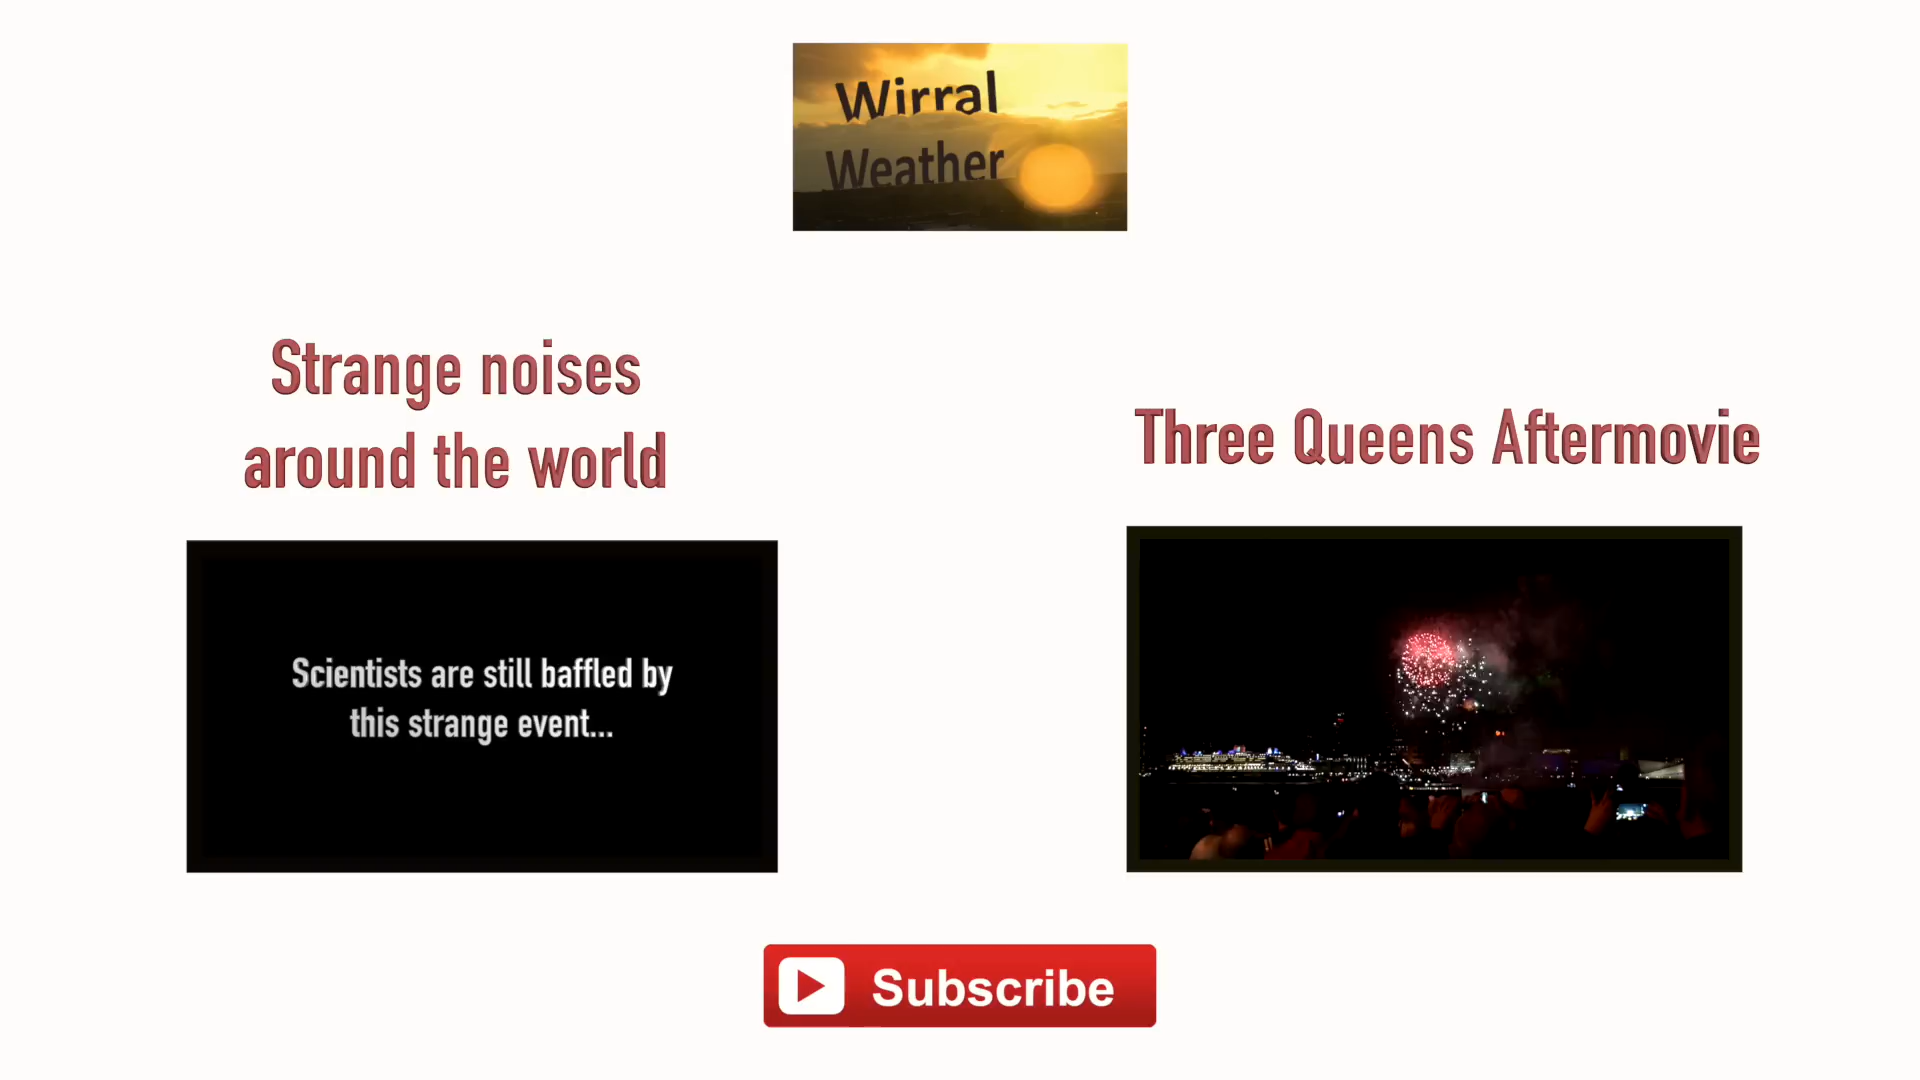 Wirral
Weather
Strange noises
around the world
Three Queens Aftermovie
Scientists are still baffled by
this strange event...
Subscribe